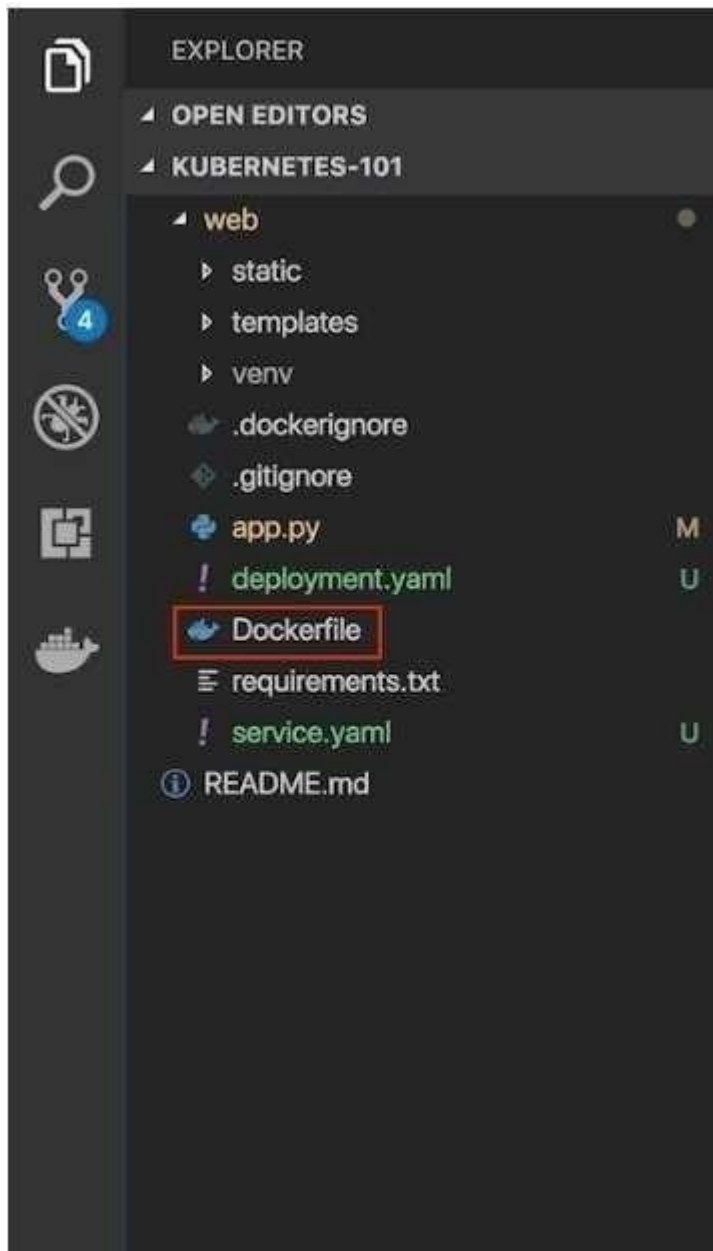 EXPLORER
OPEN EDITORS
KUBERNETES-101
web
static
templates
4
venv
.dockerignore
.gitignore
app.py M
deployment.yaml U
Dockerfile
requirements.txt
service.yaml U
README.md